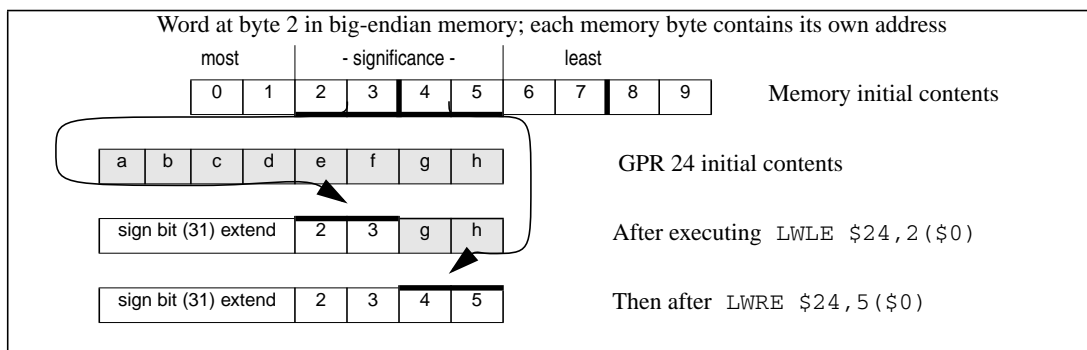 Word at byte 2 in big-endian memory; each memory byte contains its own address
most - significance - least
0 1 2 3 4 5 6 7 8 9 Memory initial contents
a b c d e f g h GPR 24 initial contents
sign bit (31) extend 2 3 g h After executing LWLE $24,2($0)
sign bit (31) extend 2 3 4 5 Then after LWRE $24,5($0)